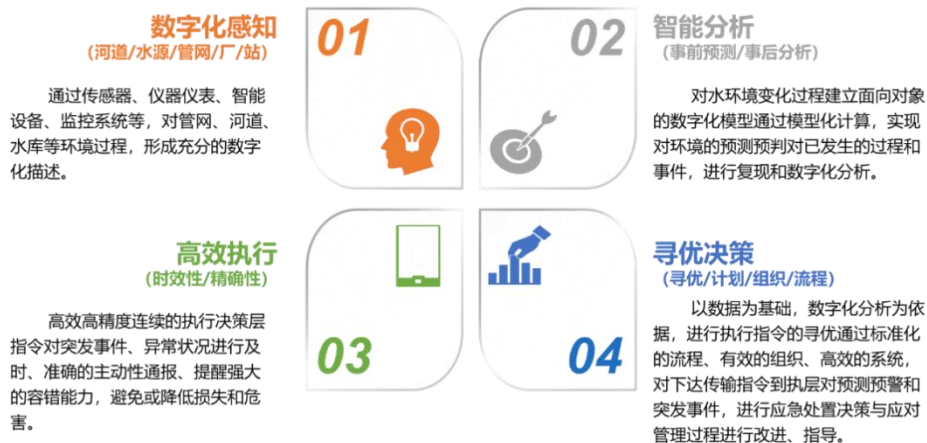 数字化感知
(河道/水源/管网/厂/站)
通过传感器、仪器仪表、智能
设备、监控系统等，对管网、河道、
水库等环境过程，形成充分的数字
化描述。
01
02
智能分析
(事前预测/事后分析)
对水环境变化过程建立面向对象
的数字化模型通过模型化计算，实现
对环境的预测预判对已发生的过程和
事件，进行复现和数字化分析。
高效执行
(时效性/精确性)
高效高精度连续的执行决策层
指令对突发事件、异常状况进行及
时、准确的主动性通报、提醒强大
的容错能力，避免或降低损失和危
害。
03
04
寻优决策
(寻优/计划/组织/流程)
以数据为基础，数字化分析为依
据，进行执行指令的寻优通过标准化
的流程、有效的组织、高效的系统，
对下达传输指令到执层对预测预警和
突发事件，进行应急处置决策与应对
管理过程进行改进、指导。